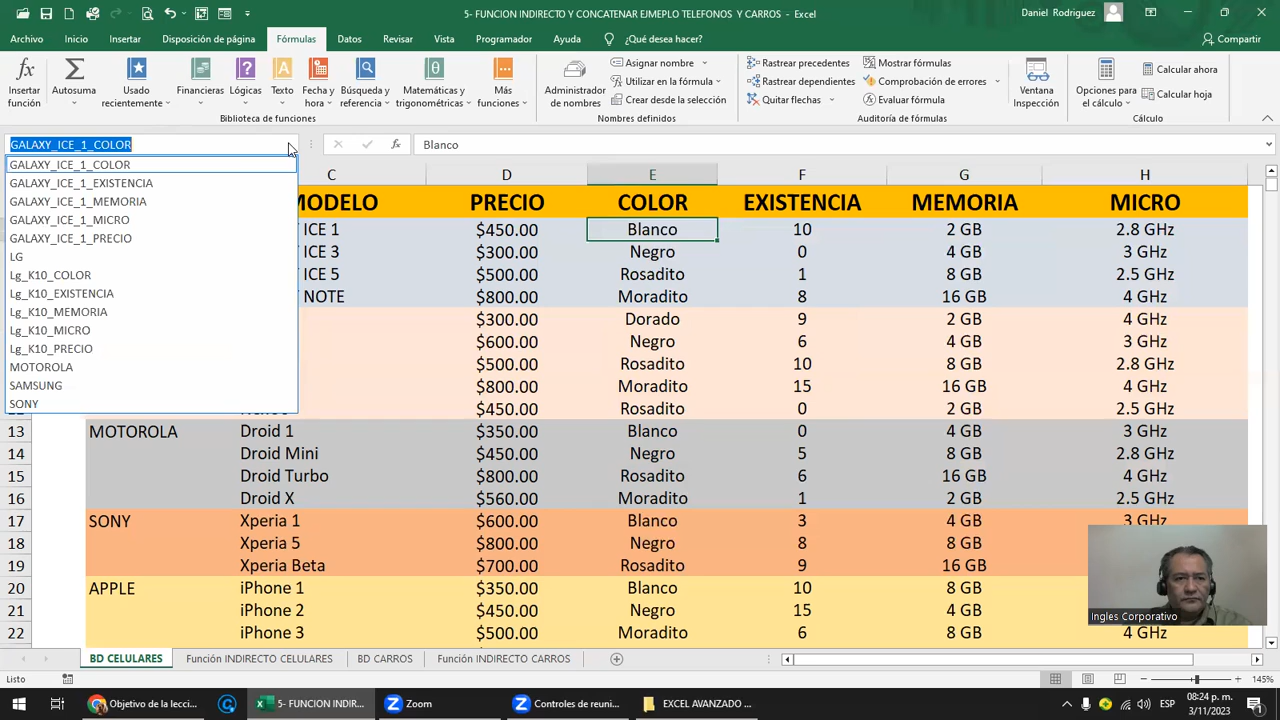 5- FUNCION INDIRECTO Y CONCATENAR EJMEPLO TELEFONOS Y CARROS - Excel
Daniel Rodriguez
Archivo Inicio Insertar Disposición de página Fórmulas Datos Revisar Vista Programador Ayuda ¿Qué desea hacer? Compartir
Insertar función
Autosuma
Usado recientemente
Financieras
Lógicas
Texto
Fecha y hora
Búsqueda y referencia
Matemáticas y trigonométricas
Más funciones
Biblioteca de funciones
Administrador de nombres
Asignar nombre
Utilizar en la fórmula
Crear desde la selección
Nombres definidos
Rastrear precedentes
Rastrear dependientes
Quitar flechas
Mostrar fórmulas
Comprobación de errores
Evaluar fórmula
Auditoría de fórmulas
Ventana Inspección
Opciones para el cálculo
Calcular ahora
Calcular hoja
Cálculo
GALAXY_ICE_1_COLOR
fx
Blanco
GALAXY_ICE_1_COLOR
GALAXY_ICE_1_EXISTENCIA
GALAXY_ICE_1_MEMORIA
GALAXY_ICE_1_MICRO
GALAXY_ICE_1_PRECIO
LG
Lg_K10_COLOR
Lg_K10_EXISTENCIA
Lg_K10_MEMORIA
Lg_K10_MICRO
Lg_K10_PRECIO
MOTOROLA
SAMSUNG
SONY
C D E F G H
MODELO PRECIO COLOR EXISTENCIA MEMORIA MICRO
ICE 1 $450.00 Blanco 10 2 GB 2.8 GHz
ICE 3 $300.00 Negro 0 4 GB 3 GHz
ICE 5 $500.00 Rosadito 1 8 GB 2.5 GHz
NOTE $800.00 Moradito 8 16 GB 4 GHz
$300.00 Dorado 9 2 GB 4 GHz
$600.00 Negro 6 4 GB 4 GHz
$500.00 Rosadito 10 8 GB 2.8 GHz
$800.00 Moradito 15 16 GB 4 GHz
$450.00 Rosadito 0 2 GB 2.5 GHz
13 MOTOROLA Droid 1 $350.00 Blanco 0 4 GB 3 GHz
14 Droid Mini $450.00 Negro 5 8 GB 2.8 GHz
15 Droid Turbo $500.00 Rosadito 6 16 GB 4 GHz
16 Droid X $560.00 Moradito 1 2 GB 2.5 GHz
17 SONY Xperia 1 $600.00 Blanco 3 4 GB 3 GHz
18 Xperia 5 $800.00 Negro 8 8 GB
19 Xperia Beta $700.00 Rosadito 9 16 GB
20 APPLE iPhone 1 $350.00 Blanco 10 8 GB
21 iPhone 2 $450.00 Negro 15 4 GB
22 iPhone 3 $500.00 Moradito 6 8 GB 4 GHz
Ingles Corporativo
BD CELULARES Función INDIRECTO CELULARES BD CARROS Función INDIRECTO CARROS
Listo 145%
Objetivo de la lecci... 5- FUNCION INDIR... Zoom Controles de reuni... EXCEL AVANZADO ... ESP
08:24 p. m.
3/11/2023